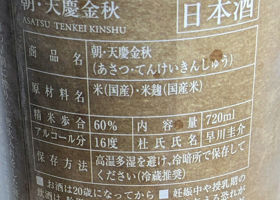 朝・天慶金秋
ASATSU TENKEI KINSHU
日本酒
商品名 朝・天慶金秋
(あさつ・てんけいきんしゅう)
原材料名 米(国産)・米麹(国産米)
精米歩合 60% 内容量 720ml
アルコール分 16度 杜氏氏名 早川圭介
保存方法 高温多湿を避け、冷暗所で保存して
ください(冷蔵推奨)
■お酒は20歳になってから ■妊娠中や授乳期の